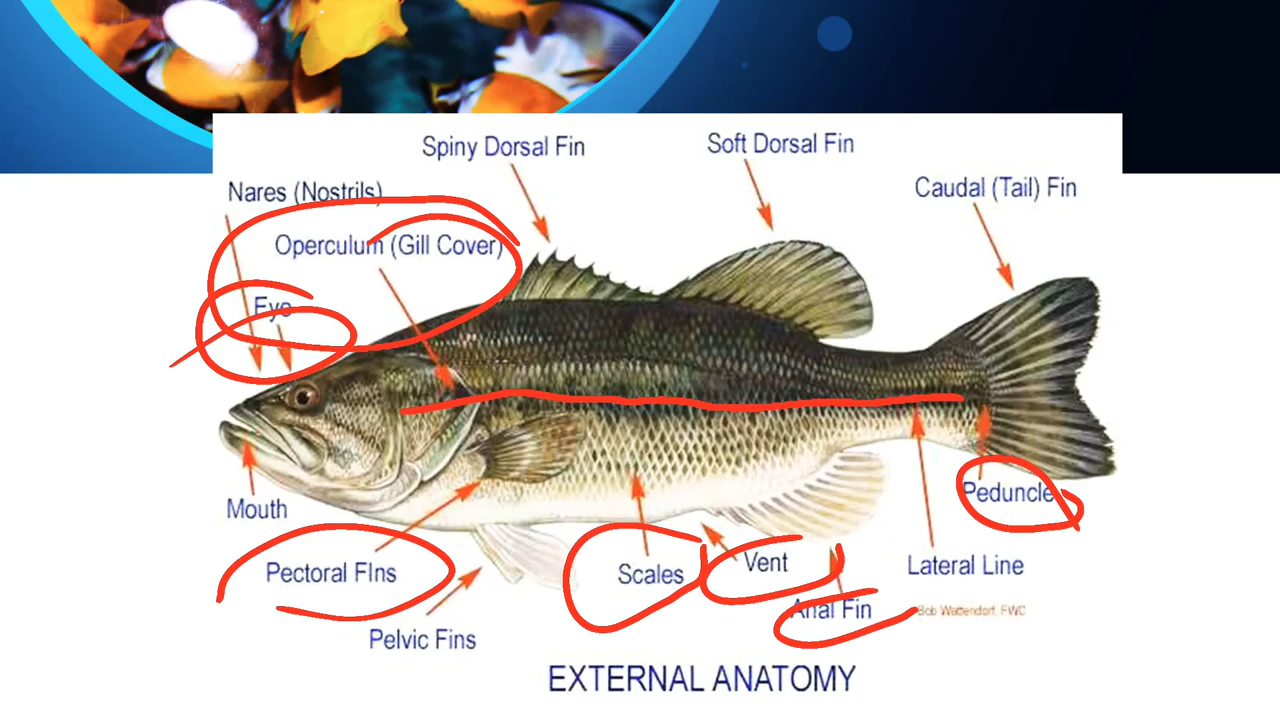 Spiny Dorsal Fin
Soft Dorsal Fin
Caudal (Tail) Fin
Nares (Nostrils)
Operculum (Gill Cover)
Eye
Mouth
Peduncle
Pectoral FIns
Scales
Vent
Lateral Line
Anal Fin
Bob Wattendorf, FWC
Pelvic Fins
EXTERNAL ANATOMY